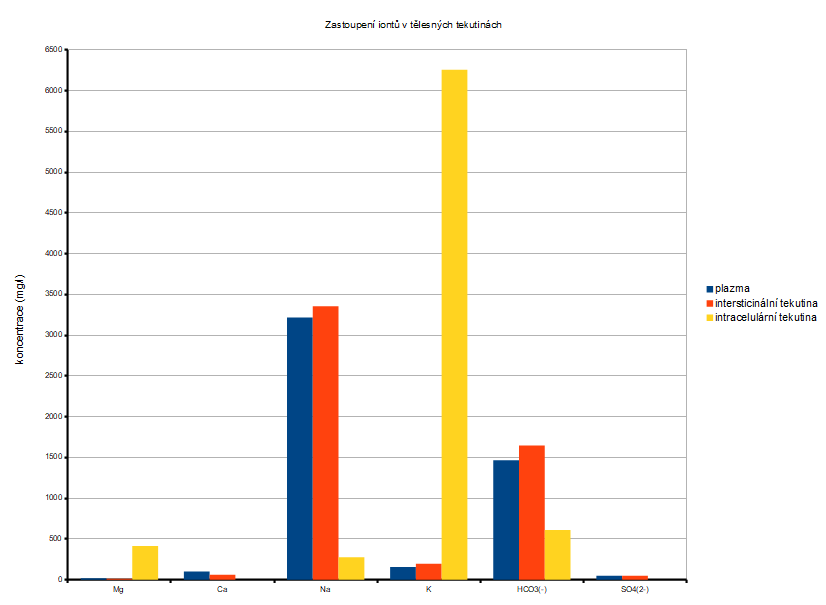 Zastoupení iontů v tělesných tekutinách
6500
6000
5500
5000
4500
4000
3500
3000
2500
2000
1500
1000
500
0
koncentrace (mg/l)
Mg
Ca
Na
K
HCO3(-)
SO4(2-)
plazma
intersticinální tekutina
intracelulární tekutina